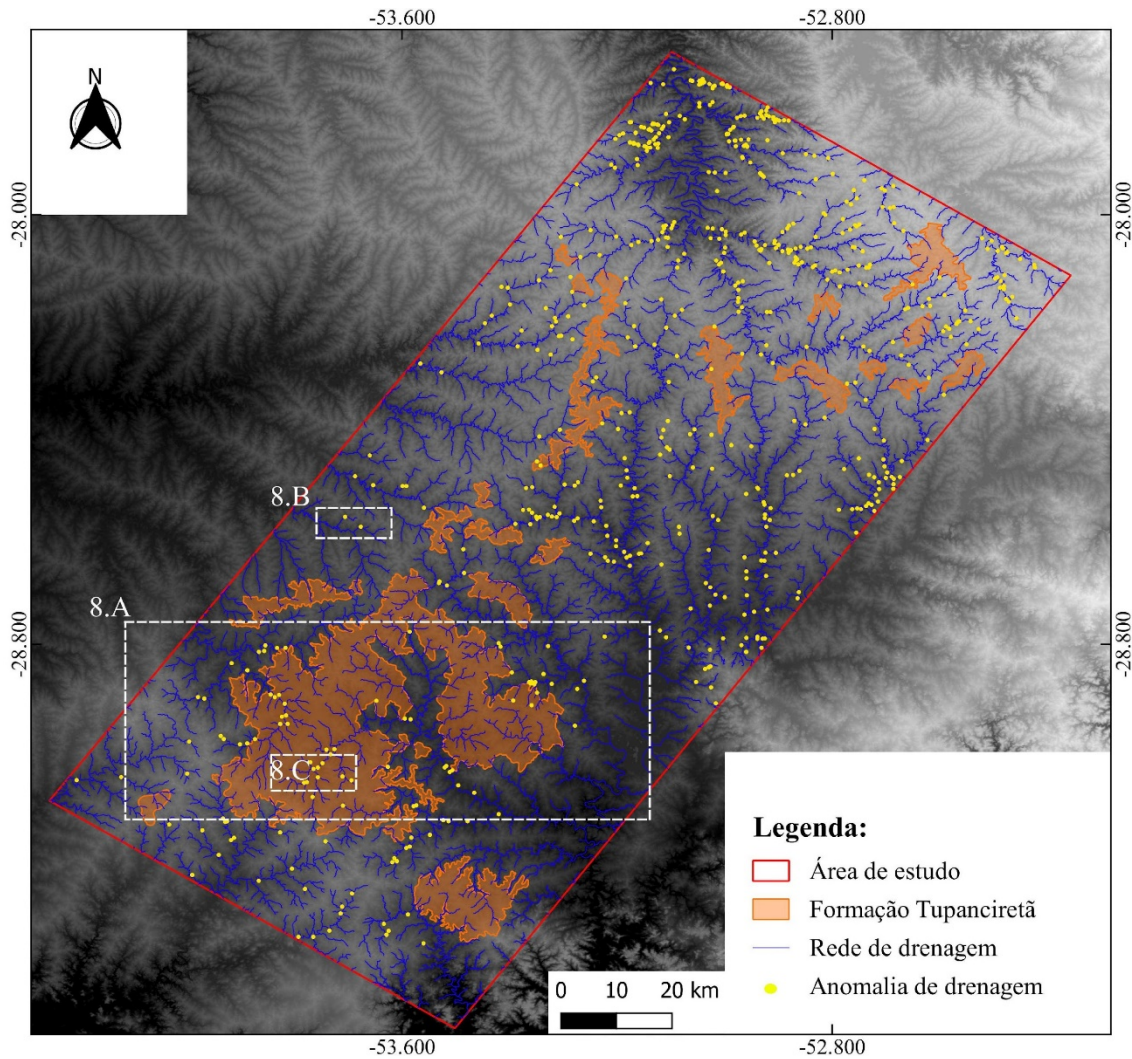 -53.600
-52.800
N
-28.000
-28.000
8.B
8.A
-28.800
-28.800
8.C
Legenda:
Área de estudo
Formação Tupanciretã
Rede de drenagem
Anomalia de drenagem
0 10 20 km
-53.600
-52.800